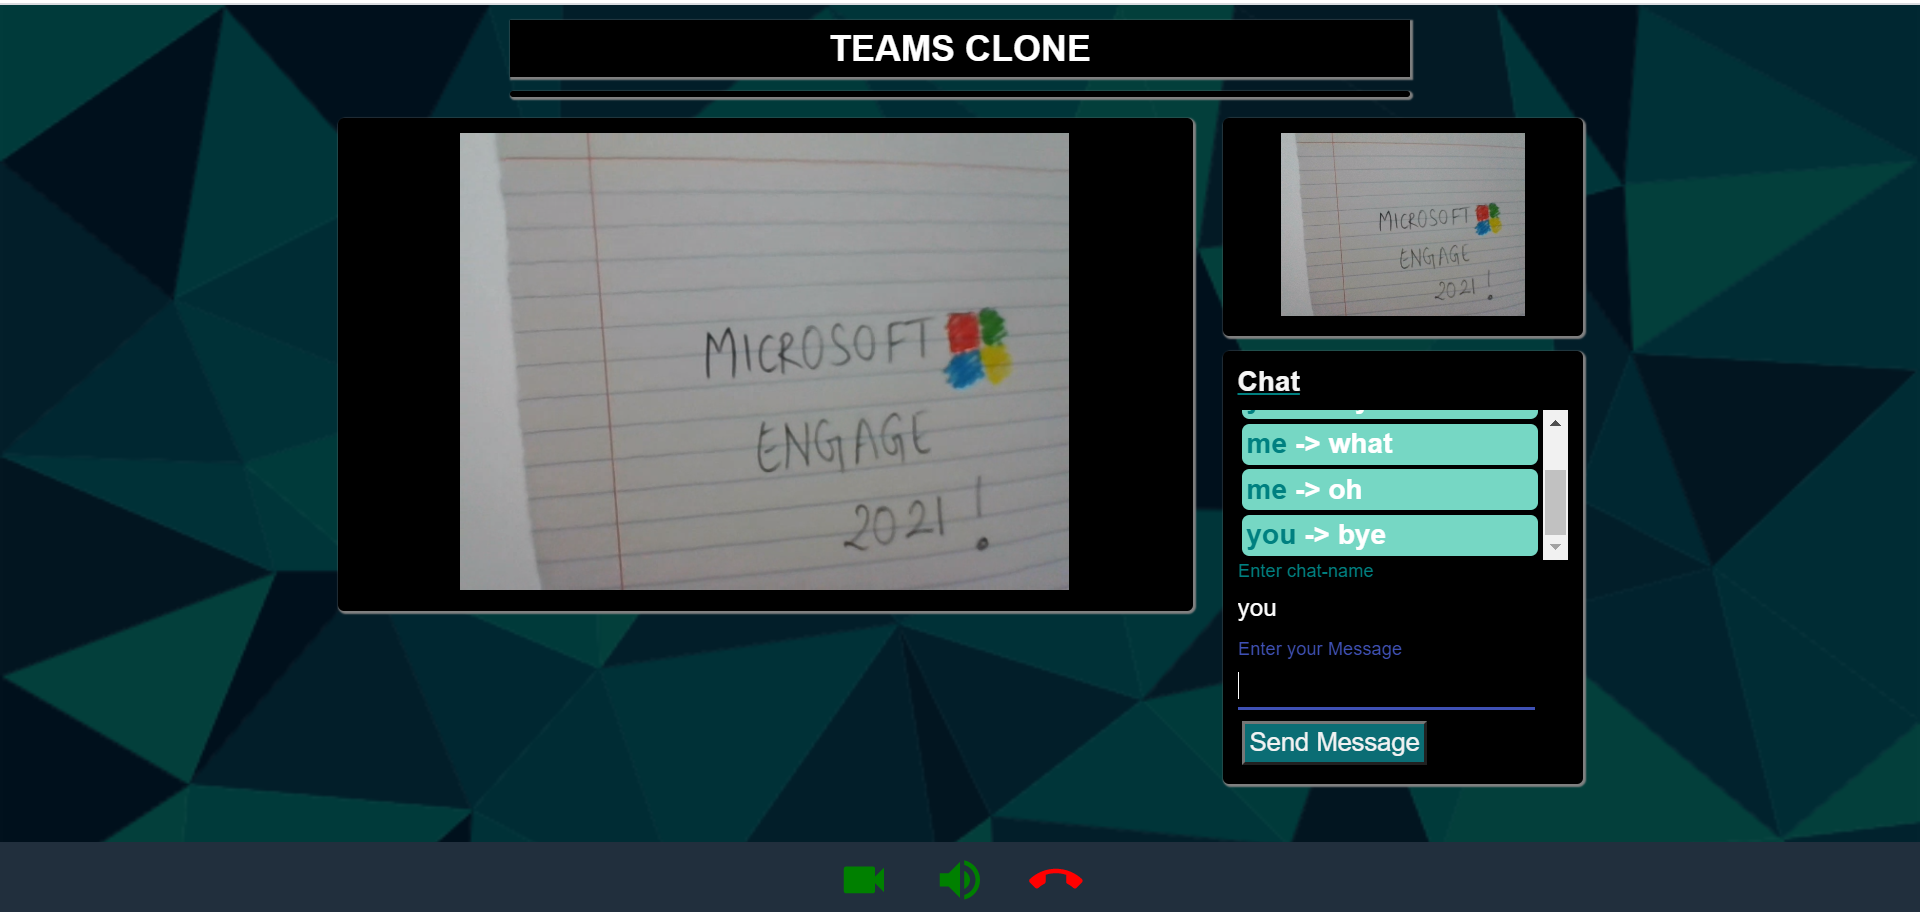 TEAMS CLONE
MICROSOFT
ENGAGE
2021!
MICROSOFT
ENGAGE
2021!
Chat
me -> what
me -> oh
you -> bye
Enter chat-name
you
Enter your Message
Send Message